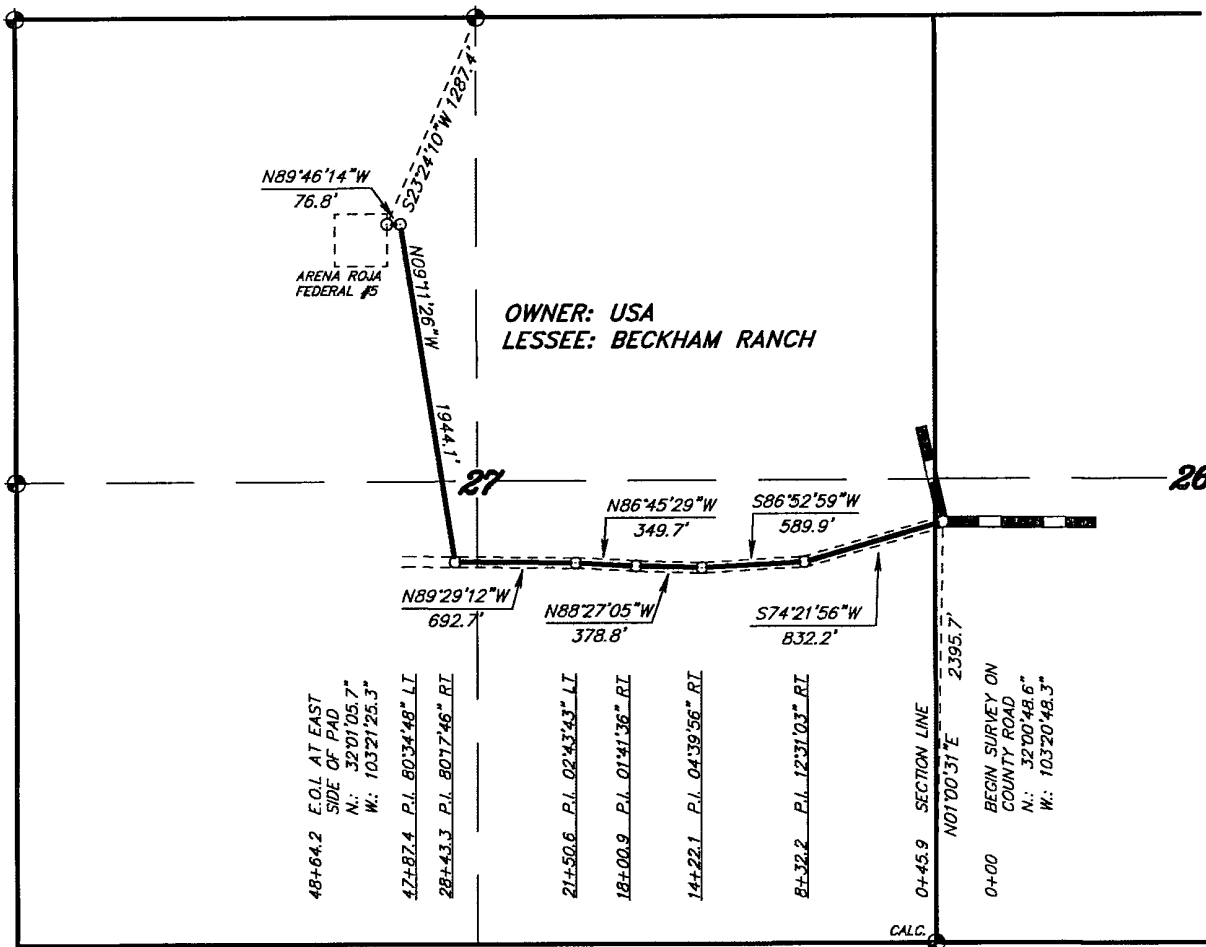 S23°24'10"W 1287.4'
N89°46'14"W
76.8'
ARENA ROJA
FEDERAL #5
N09°11'26"W
1944.1'
OWNER: USA
LESSEE: BECKHAM RANCH
27
26
N86°45'29"W
349.7'
S86°52'59"W
589.9'
N89°29'12"W
692.7'
N88°27'05"W
378.8'
S74°21'56"W
832.2'
48+64.2 E.O.L AT EAST
SIDE OF PAD
N.: 32°01'05.7"
W.: 103°21'25.3"
47+87.4 P.I. 80°34'48" LT
28+43.3 P.I. 80°17'46" RT
21+50.6 P.I. 02°43'43" LT
18+00.9 P.I. 01°41'36" RT
14+22.1 P.I. 04°39'56" RT
8+32.2 P.I. 12°31'03" RT
0+45.9 SECTION LINE
N01°00'31"E 2395.7'
0+00 BEGIN SURVEY ON
COUNTY ROAD
N.: 32°00'48.6"
W.: 103°20'48.3"
CALC.